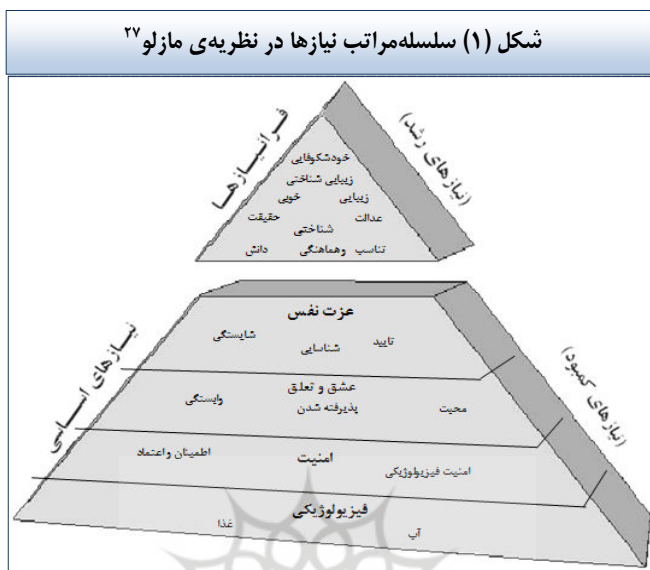 شکل (۱) سلسله‌مراتب نیازها در نظریه‌ی مازلو۲۷
فرانیازها
(نیازهای رشد)
خودشکوفایی
زیبایی شناختی
زیبایی
خوبی
عدالت
حقیقت
شناختی
تناسب وهماهنگی
دانش
نیازهای اساسی
(نیازهای کمبود)
عزت نفس
تایید
شناسایی
شایستگی
عشق و تعلق
محبت
پذیرفته شدن
وابستگی
امنیت
امنیت فیزیولوژیکی
اطمینان واعتماد
فیزیولوژیکی
آب
غذا